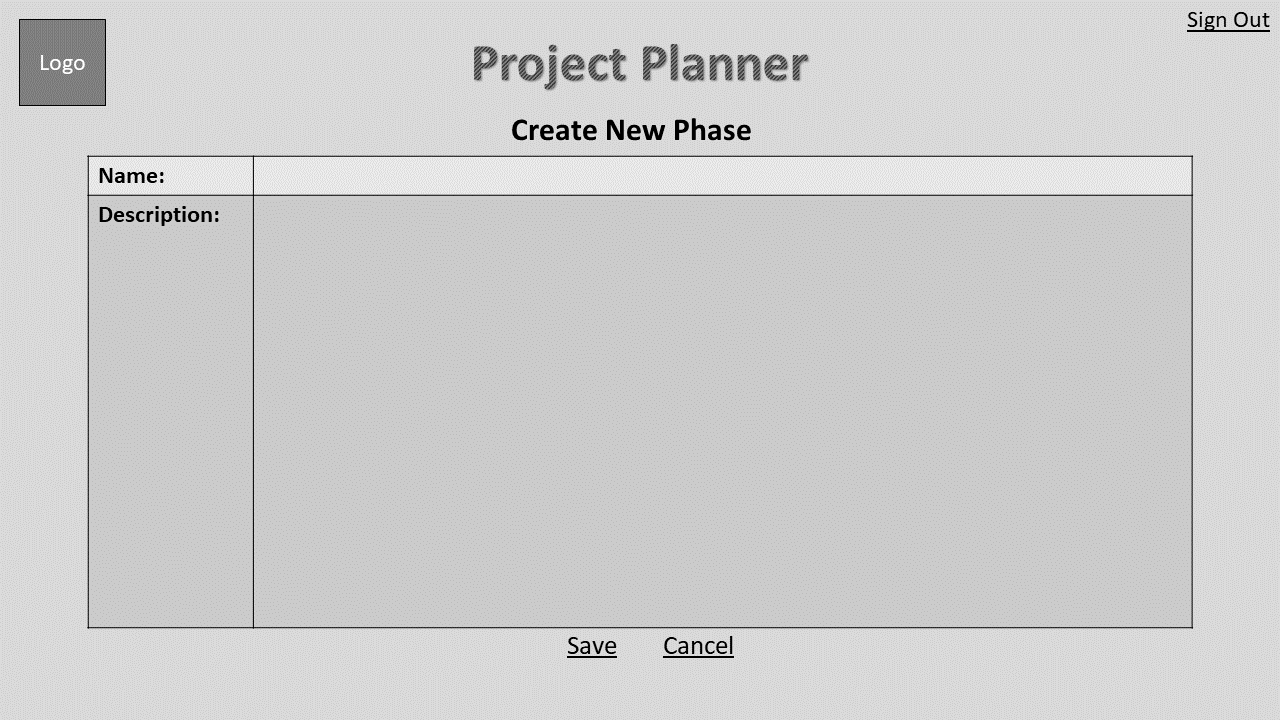 Sign Out
Logo
Project Planner
Create New Phase
Name:
Description:
Save Cancel